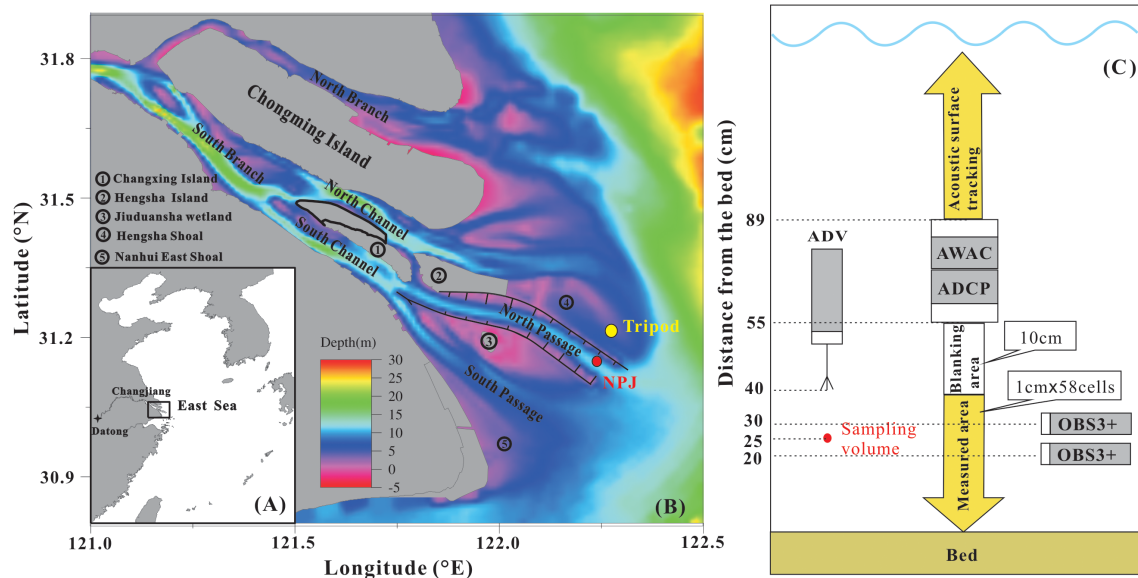 31.8
31.5
31.2
30.9
Latitude (°N)
121.0
121.5
122.0
122.5
Longitude (°E)
North Branch
Chongming Island
South Branch
North Channel
South Channel
North Passage
South Passage
① Changxing Island
② Hengsha Island
③ Jiuduansha wetland
④ Hengsha Shoal
⑤ Nanhui East Shoal
①
②
③
④
⑤
Tripod
NPJ
Depth(m)
30
25
20
15
10
5
0
-5
Changjiang
East Sea
Datong
(A)
(B)
(C)
Distance from the bed (cm)
89
55
40
30
25
20
ADV
Acoustic surface
tracking
AWAC
ADCP
Blanking
area
10cm
1cmx58cells
Measured area
OBS3+
OBS3+
Sampling
volume
Bed